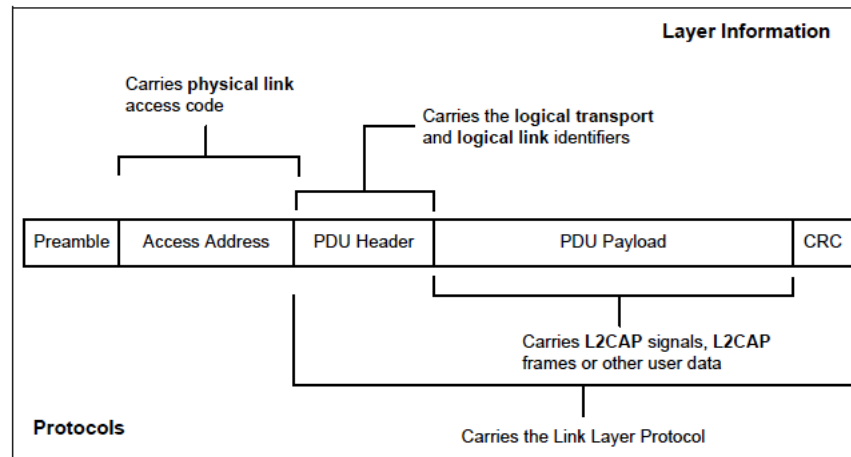 Layer Information
Carries physical link
access code
Carries the logical transport
and logical link identifiers
Preamble
Access Address
PDU Header
PDU Payload
CRC
Carries L2CAP signals, L2CAP
frames or other user data
Protocols
Carries the Link Layer Protocol